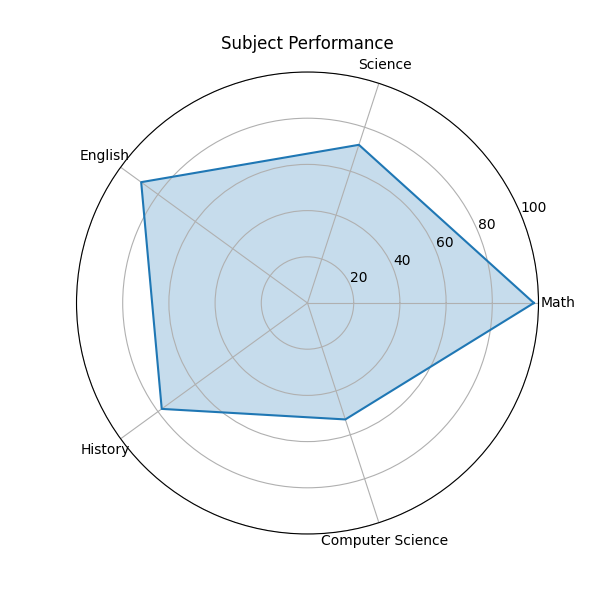 Subject Performance
Science
English
100
80
60
40
20
Math
History
Computer Science